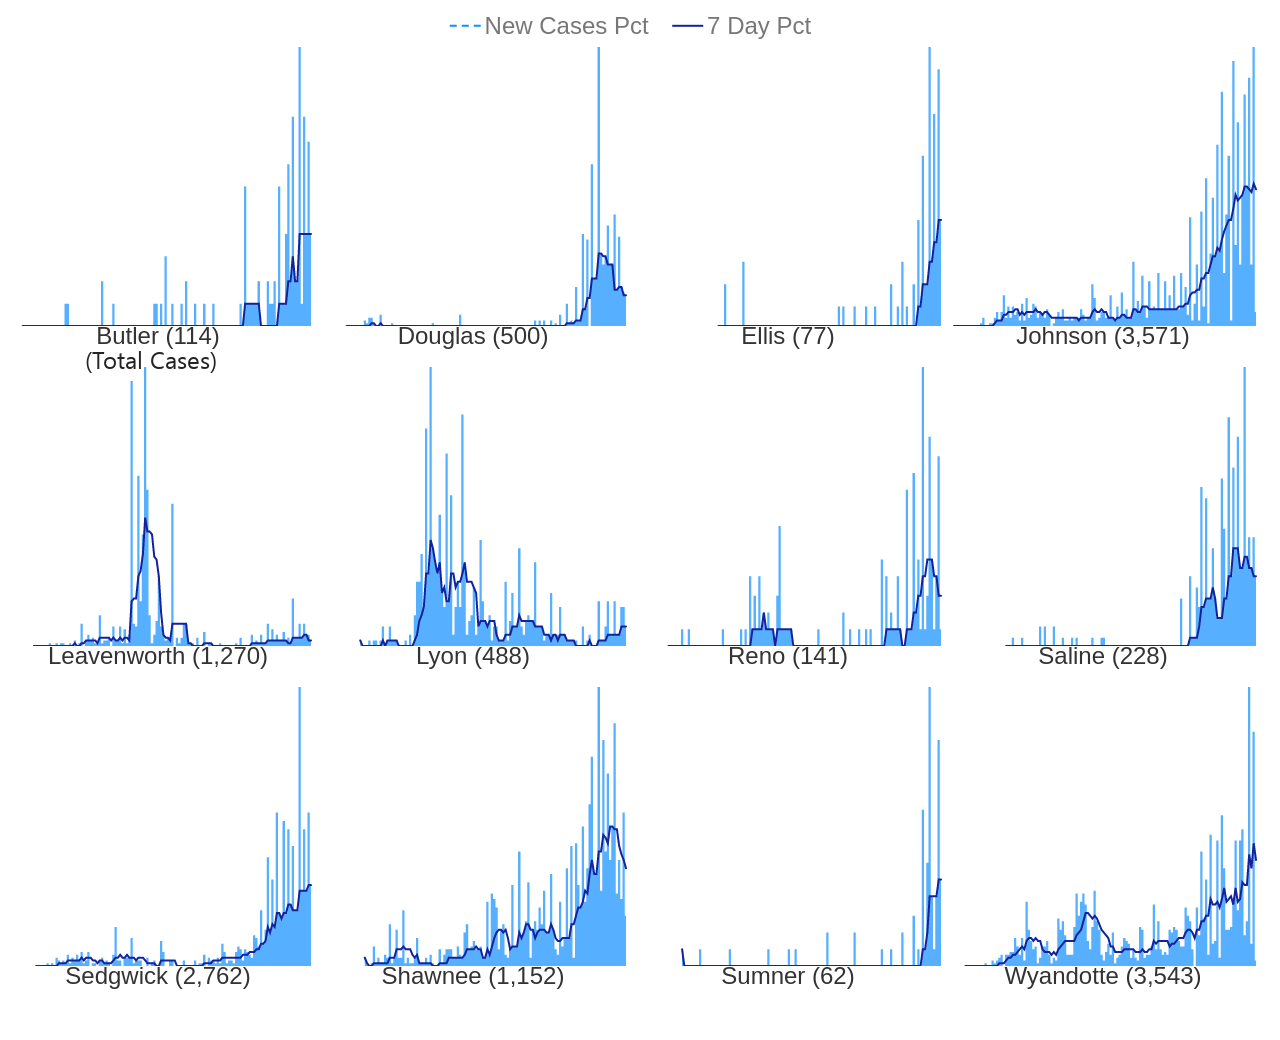 New Cases Pct 7 Day Pct
Butler (114) Douglas (500) Ellis (77) Johnson (3,571)
(Total Cases)
Leavenworth (1,270) Lyon (488) Reno (141) Saline (228)
Sedgwick (2,762) Shawnee (1,152) Sumner (62) Wyandotte (3,543)